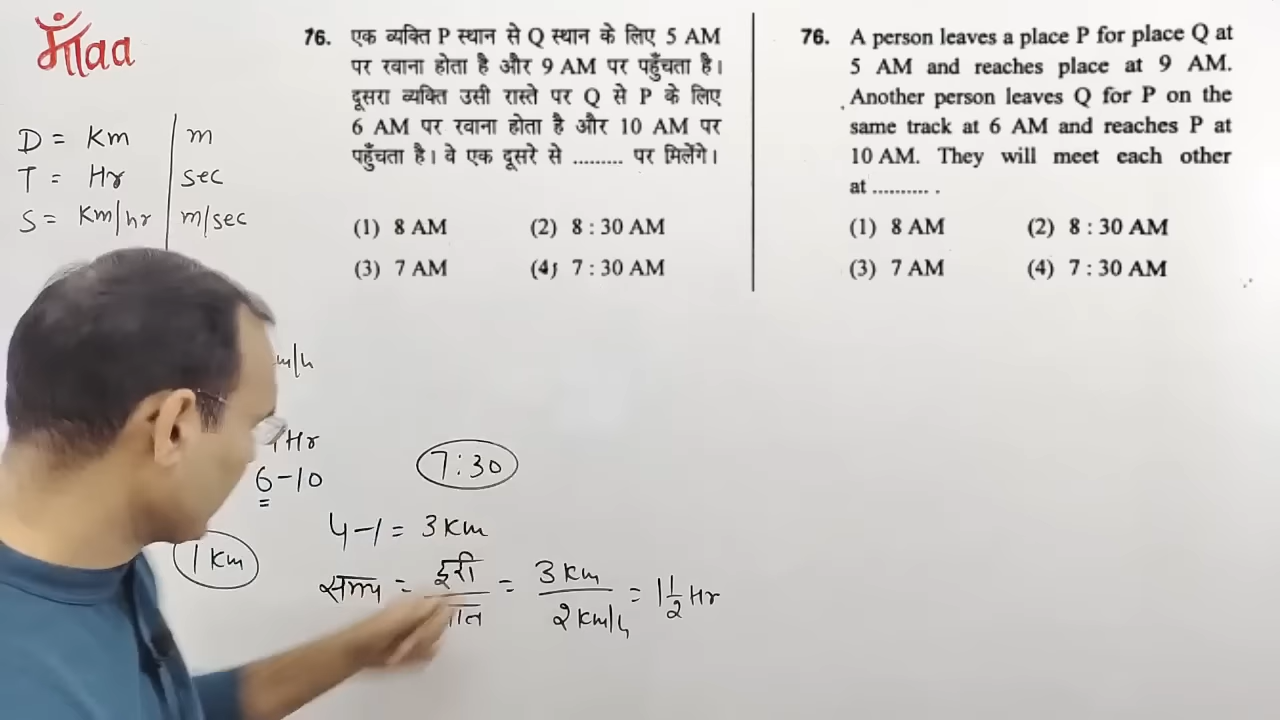 माँaa
D = Km | m
T = Hr | sec
S = Km/hr | m/sec
76. एक व्यक्ति P स्थान से Q स्थान के लिए 5 AM
पर रवाना होता है और 9 AM पर पहुँचता है।
दूसरा व्यक्ति उसी रास्ते पर Q से P के लिए
6 AM पर रवाना होता है और 10 AM पर
पहुँचता है। वे एक दूसरे से ......... पर मिलेंगे।
(1) 8 AM (2) 8 : 30 AM
(3) 7 AM (4) 7 : 30 AM
76. A person leaves a place P for place Q at
5 AM and reaches place at 9 AM.
Another person leaves Q for P on the
same track at 6 AM and reaches P at
10 AM. They will meet each other
at .......... .
(1) 8 AM (2) 8 : 30 AM
(3) 7 AM (4) 7 : 30 AM
m/h
Hr
6-10
1 Km
7:30
4-1 = 3 Km
समय = दूरी / = 3 Km / 2 Km/h = 1 1/2 Hr